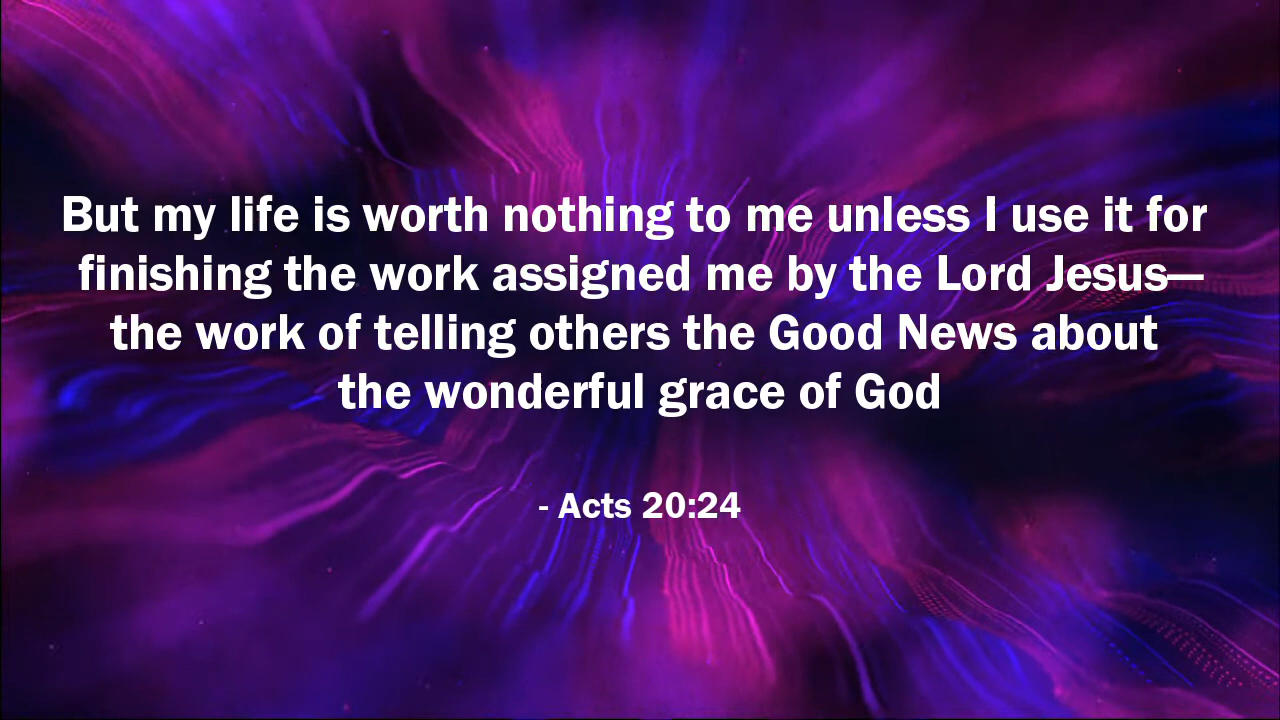 But my life is worth nothing to me unless I use it for
finishing the work assigned me by the Lord Jesus—
the work of telling others the Good News about
the wonderful grace of God
- Acts 20:24